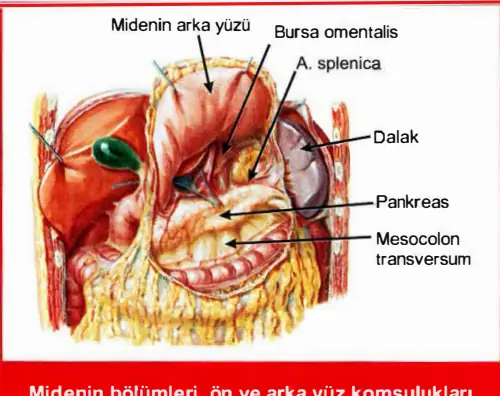 Midenin arka yüzü
Bursa omentalis
A. splenica
Dalak
Pankreas
Mesocolon
transversum
Midenin bölümleri, ön ve arka yüz komşulukları